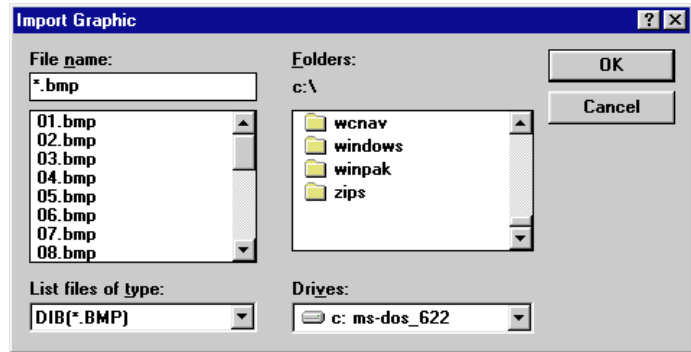 Import Graphic
File name:
*.bmp
01.bmp
02.bmp
03.bmp
04.bmp
05.bmp
06.bmp
07.bmp
08.bmp
List files of type:
DIB(*.BMP)
Folders:
c:\
wcnav
windows
winpak
zips
Drives:
c: ms-dos_622
OK
Cancel